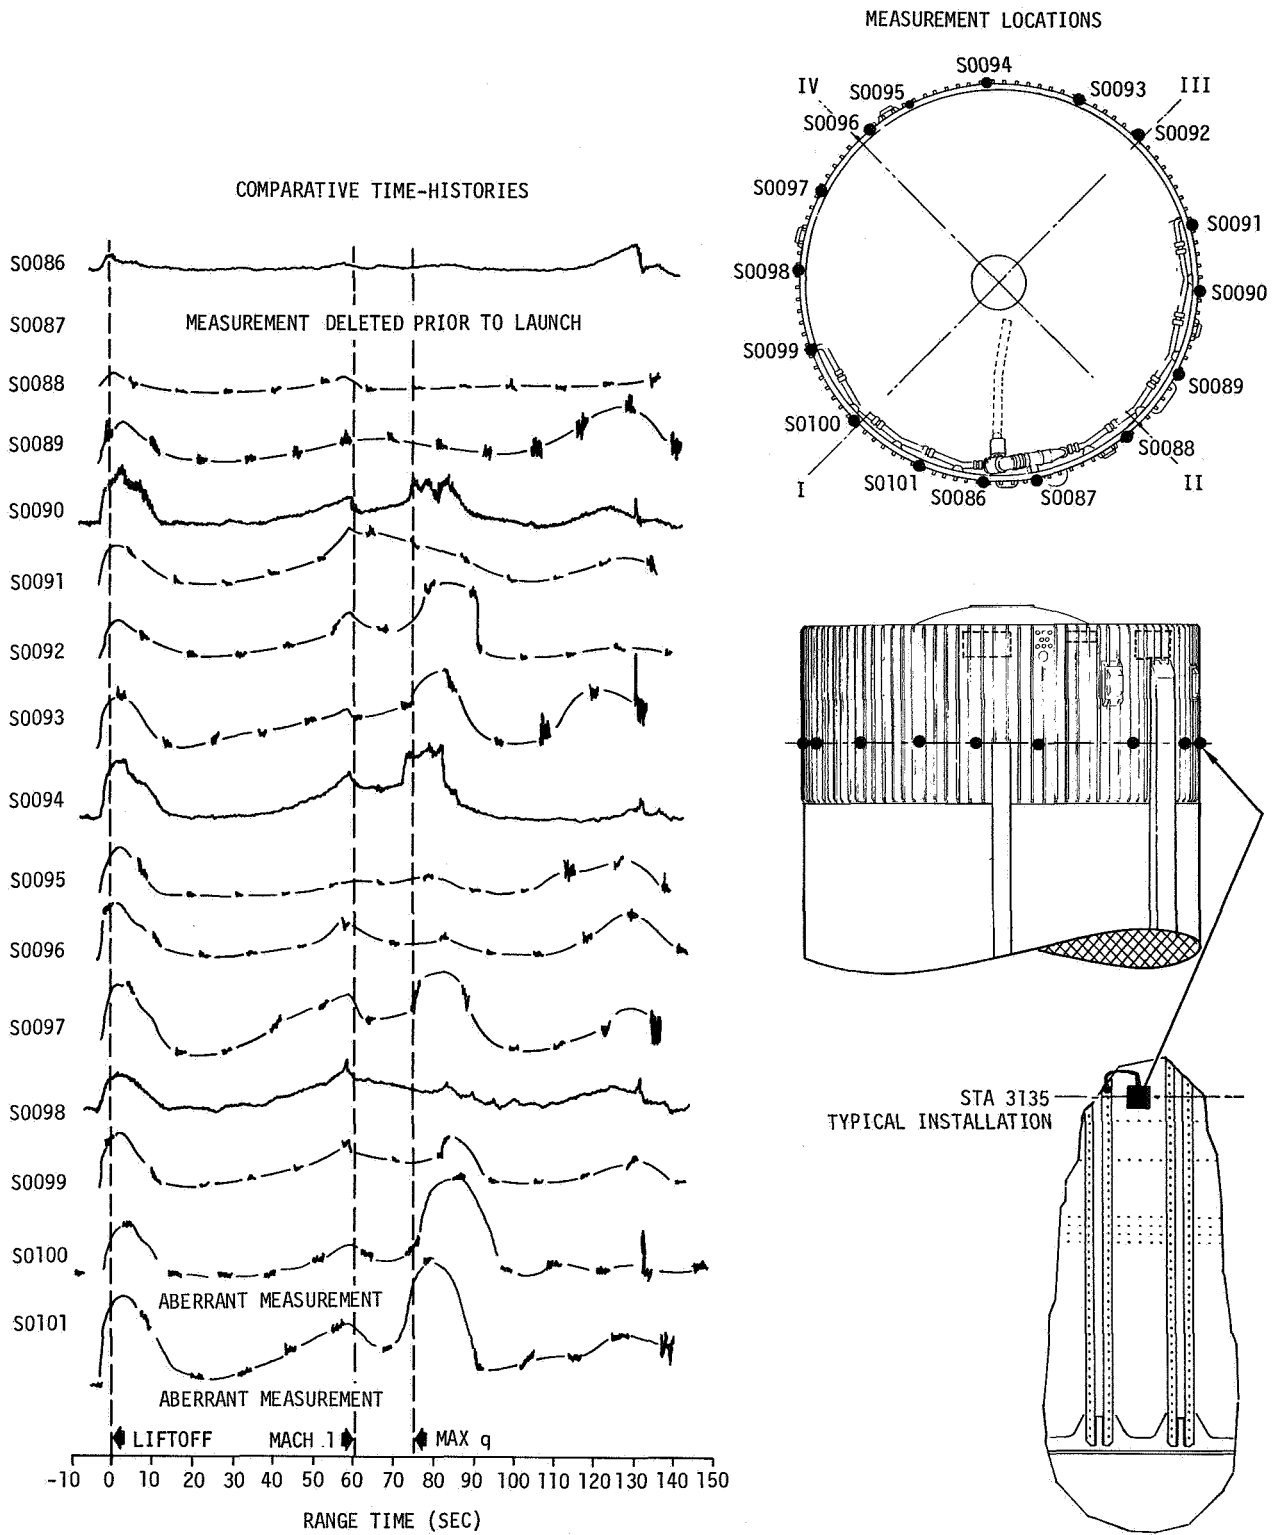 MEASUREMENT LOCATIONS
S0094
S0093
S0095
IV
III
S0096
S0092
S0097
S0091
S0098
S0090
S0099
S0089
S0100
S0088
I
S0101
S0086
S0087
II
COMPARATIVE TIME-HISTORIES
S0086
S0087
MEASUREMENT DELETED PRIOR TO LAUNCH
S0088
S0089
S0090
S0091
S0092
S0093
S0094
S0095
S0096
S0097
S0098
S0099
S0100
ABERRANT MEASUREMENT
S0101
ABERRANT MEASUREMENT
LIFTOFF
MACH 1
MAX q
-10 0 10 20 30 40 50 60 70 80 90 100 110 120 130 140 150
RANGE TIME (SEC)
STA 3135
TYPICAL INSTALLATION